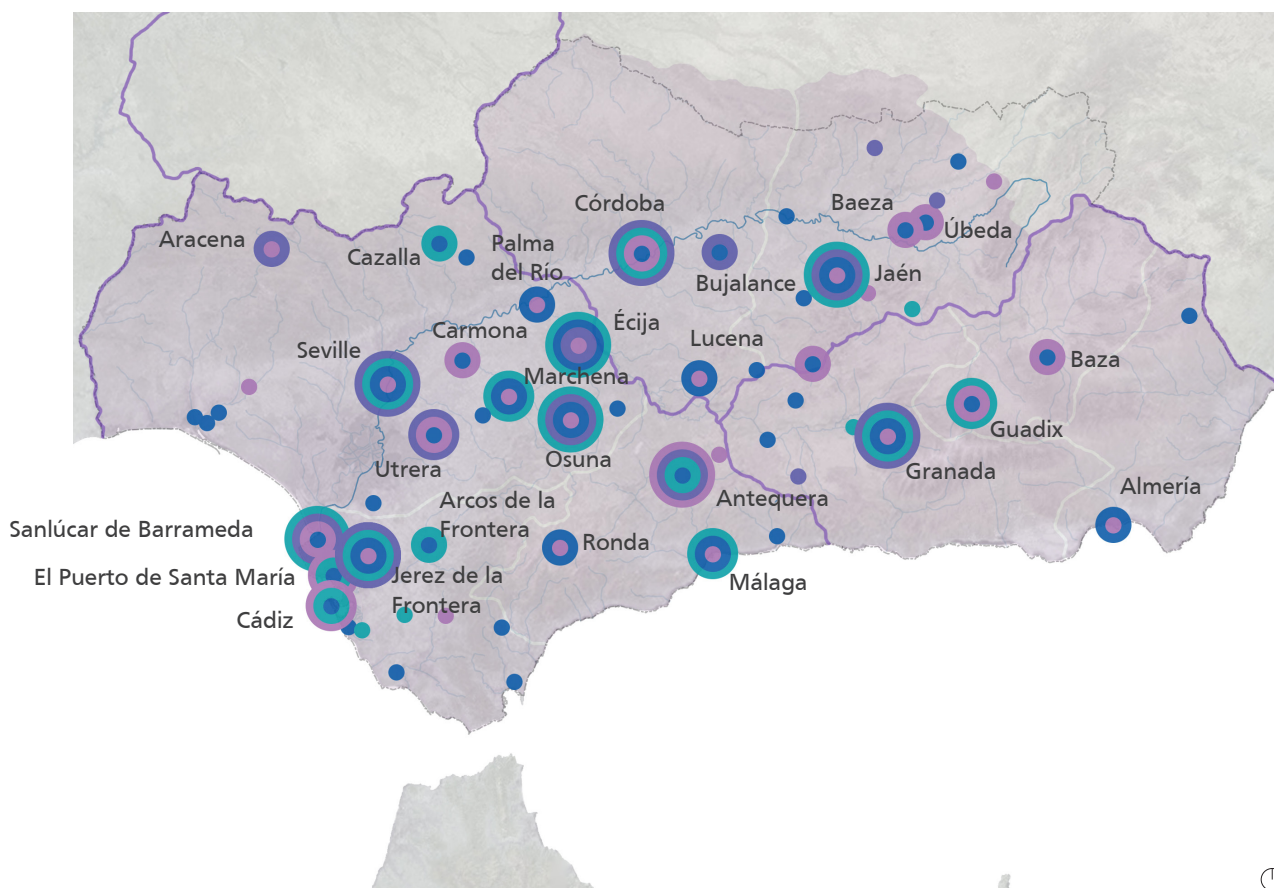 Córdoba
Baeza
Úbeda
Aracena
Cazalla
Palma
del Río
Bujalance
Jaén
Écija
Carmona
Lucena
Seville
Baza
Marchena
Guadix
Utrera
Osuna
Granada
Antequera
Almería
Arcos de la
Frontera
Sanlúcar de Barrameda
Ronda
El Puerto de Santa María
Jerez de la
Frontera
Málaga
Cádiz